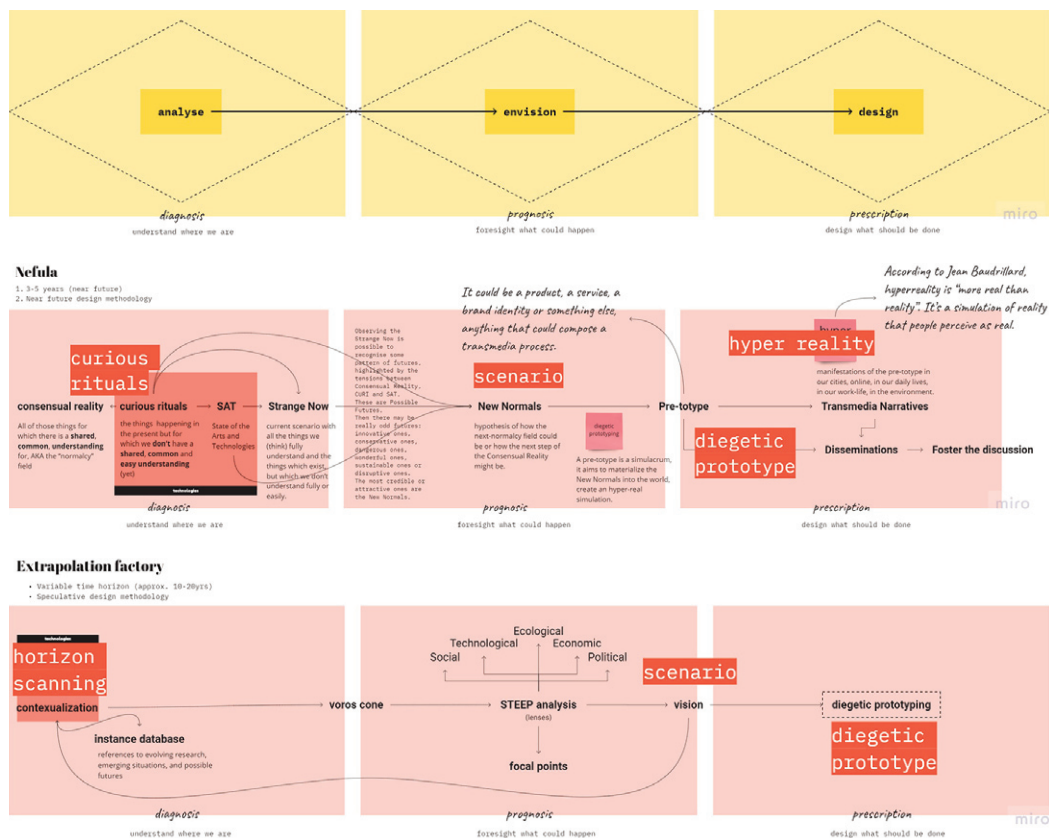 analyse
envision
design
diagnosis
understand where we are
prognosis
foresight what could happen
prescription
design what should be done
miro
Nefula
1. 3-5 years (near future)
2. Near future design methodology
It could be a product, a service, a
brand identity or something else,
anything that could compose a
transmedia process.
According to Jean Baudrillard,
hyperreality is "more real than
reality". It's a simulation of reality
that people perceive as real.
curious
rituals
consensual reality
All of those things for
which there is a shared,
common, understanding
for, AKA the "normalcy"
field
curious rituals
the things happening in
the present but for
which we don't have a
shared, common and
easy understanding
(yet)
technologies
SAT
State of the
Arts and
Technologies
Strange Now
current scenario with
all the things we
(think) fully
understand and the
things which exist,
but which we don't
understand fully or
easily.
Observing the
Strange Now is
possible to
recognise some
pattern of futures,
highlighted by the
tensions between
Consensual Reality,
CuRi and SAT.
These are Possible
Futures.
Then there may be
really odd futures:
innovative ones,
conservative ones,
dangerous ones,
wonderful ones,
sustainable ones or
disruptive ones.
The most credible or
attractive ones are
the New Normals.
scenario
New Normals
hypothesis of how the
next-normalcy field could
be or how the next step of
the Consensual Reality
might be.
diegetic
prototyping
A pre-totype is a simulacrum,
it aims to materialize the
New Normals into the world,
create an hyper-real
simulation.
Pre-totype
diegetic
prototype
hyper
hyper reality
manifestations of the pre-totype in
our cities, online, in our daily lives,
in our work-life, in the environment.
Transmedia Narratives
Disseminations
Foster the discussion
diagnosis
understand where we are
prognosis
foresight what could happen
prescription
design what should be done
miro
Extrapolation factory
• Variable time horizon (approx. 10-20yrs)
• Speculative design methodology
technologies
horizon
scanning
contexualization
instance database
references to evolving research,
emerging situations, and possible
futures
voros cone
Social
Technological
Ecological
Economic
Political
STEEP analysis
(lenses)
focal points
scenario
vision
diegetic prototyping
diegetic
prototype
diagnosis
understand where we are
prognosis
foresight what could happen
prescription
design what should be done
miro